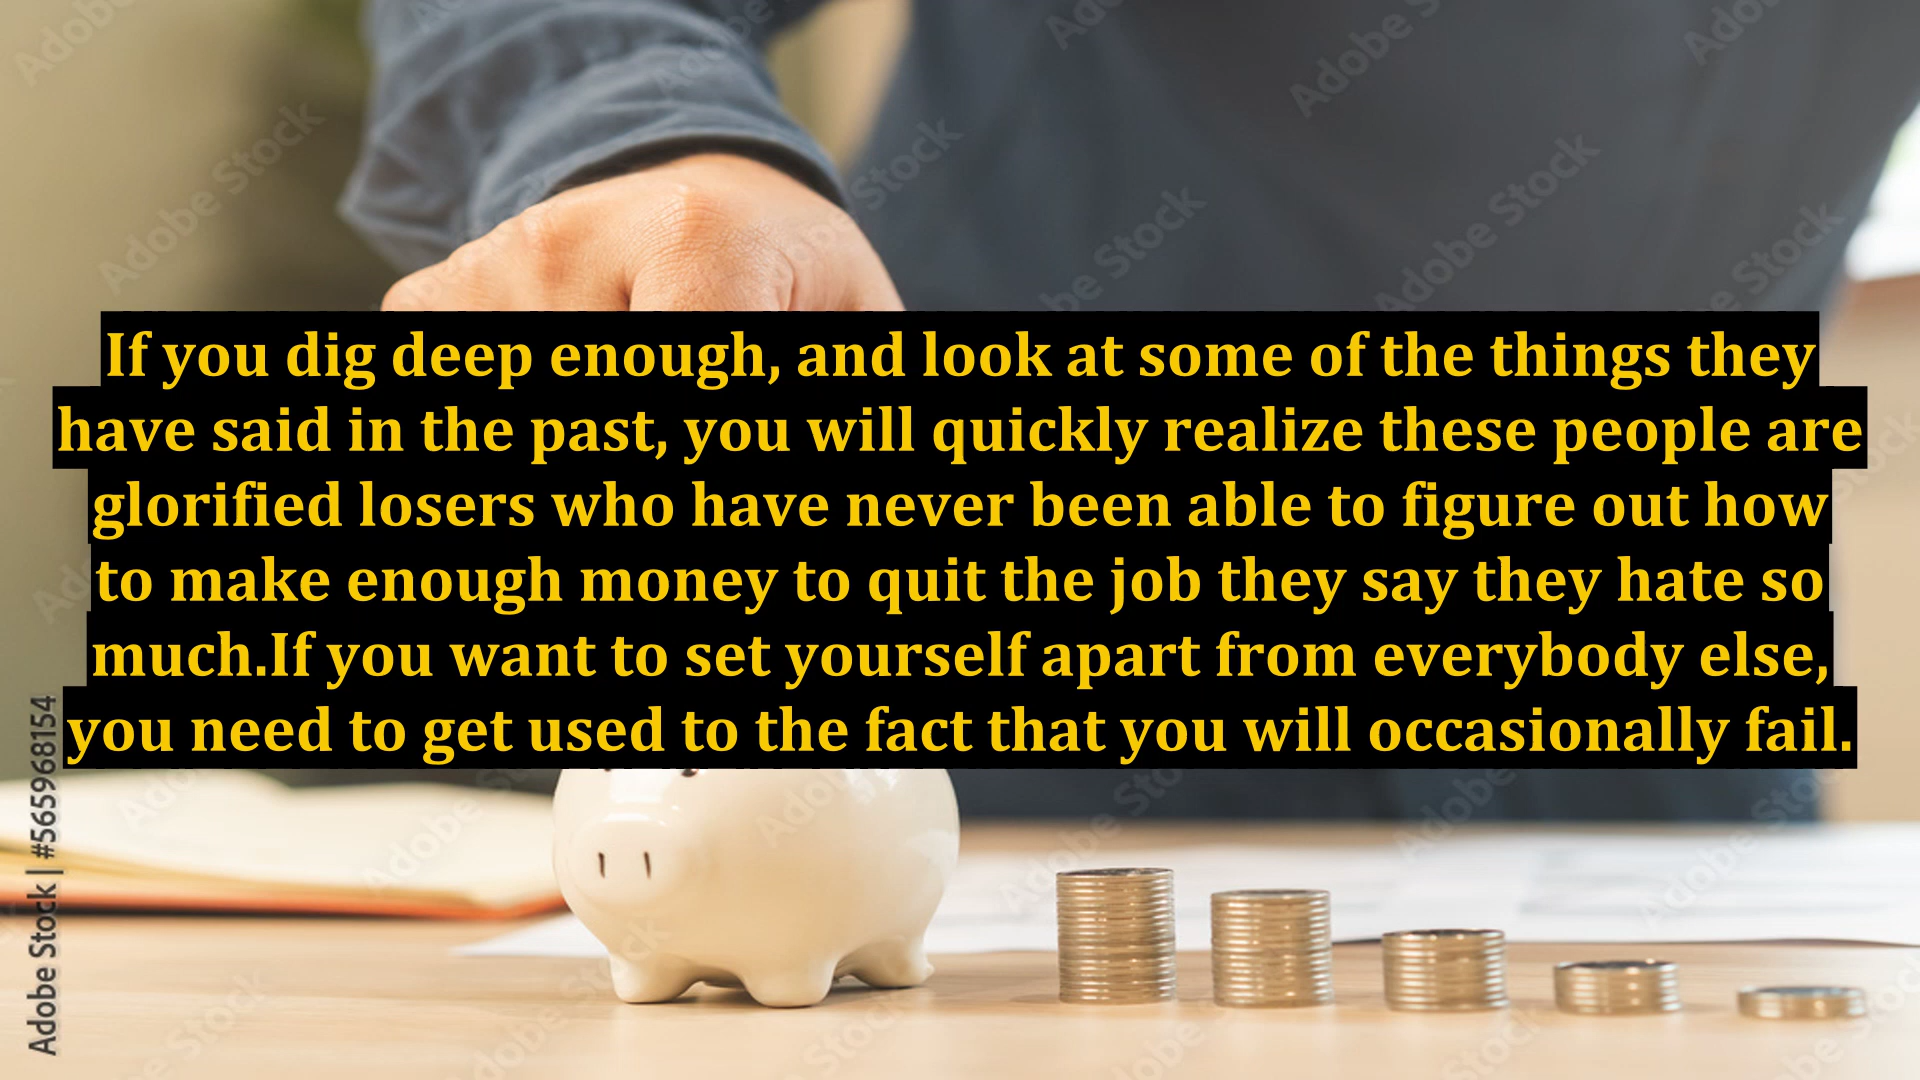 If you dig deep enough, and look at some of the things they
have said in the past, you will quickly realize these people are
glorified losers who have never been able to figure out how
to make enough money to quit the job they say they hate so
much.If you want to set yourself apart from everybody else,
you need to get used to the fact that you will occasionally fail.
Adobe Stock | #565968154
Adobe Stock